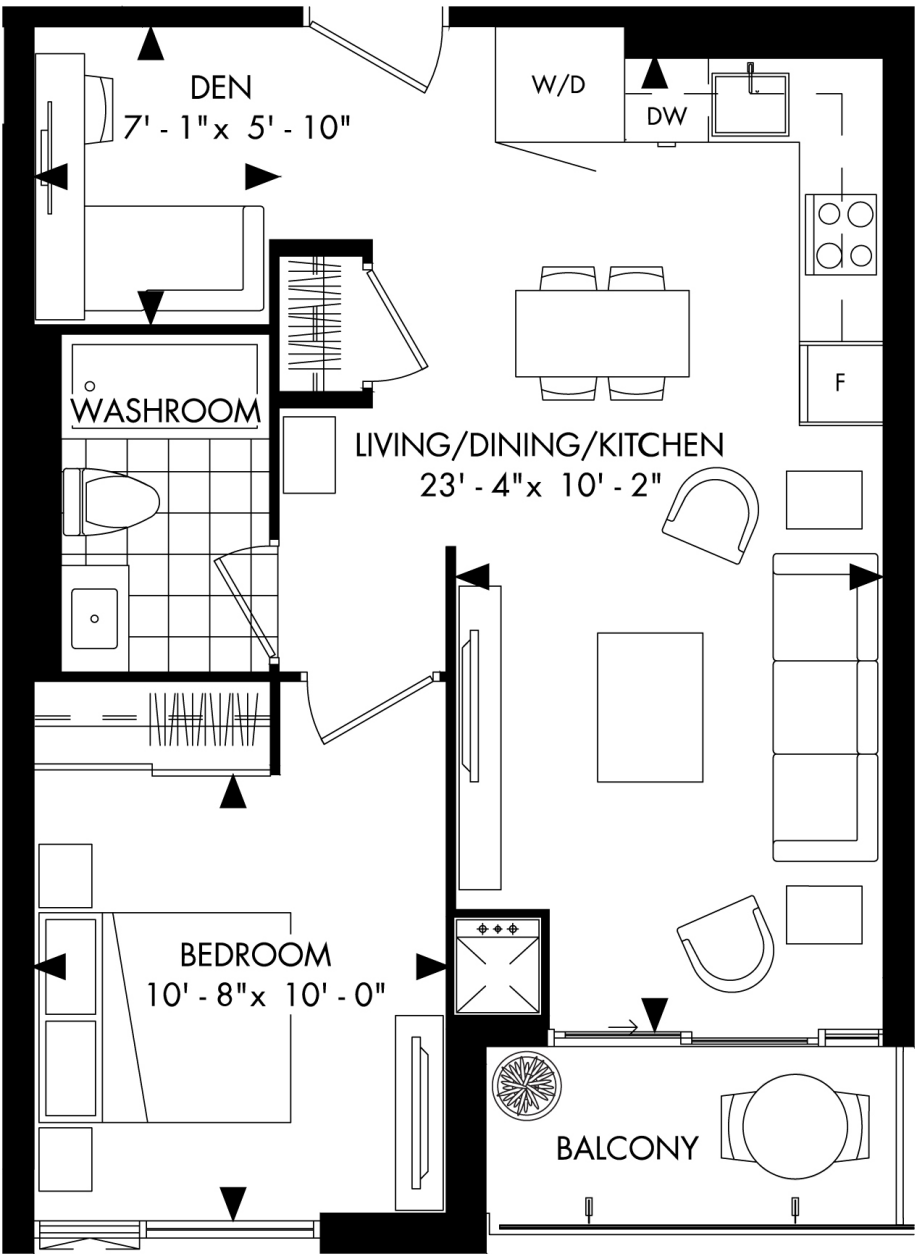 DEN
7' - 1" x 5' - 10"
W/D
DW
F
WASHROOM
LIVING/DINING/KITCHEN
23' - 4" x 10' - 2"
BEDROOM
10' - 8" x 10' - 0"
BALCONY